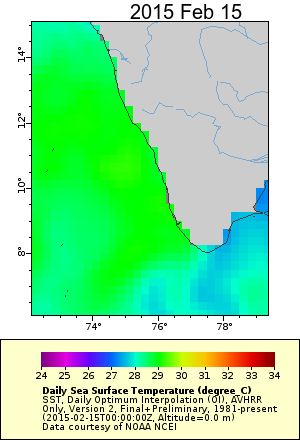 2015 Feb 15
14°
12°
10°
8°
74° 76° 78°
24 25 26 27 28 29 30 31 32 33 34
Daily Sea Surface Temperature (degree_C)
SST, Daily Optimum Interpolation (OI), AVHRR
Only, Version 2, Final+Preliminary, 1981-present
(2015-02-15T00:00:00Z, Altitude=0.0 m)
Data courtesy of NOAA NCEI